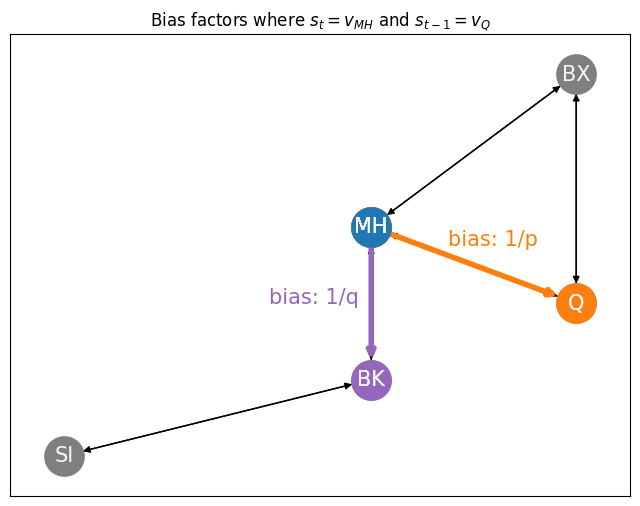 Bias factors where $s_t = v_{MH}$ and $s_{t-1} = v_Q$
BX
MH
bias: 1/p
bias: 1/q
Q
BK
SI